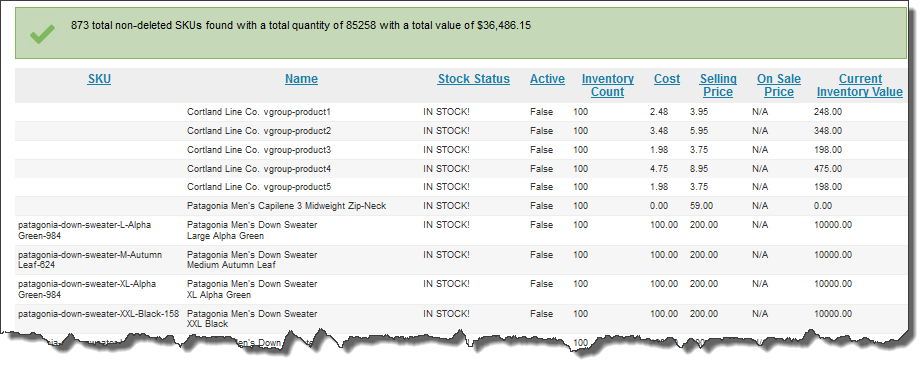 873 total non-deleted SKUs found with a total quantity of 85258 with a total value of $36,486.15
SKU Name Stock Status Active Inventory Count Cost Selling Price On Sale Price Current Inventory Value
Cortland Line Co. vgroup-product1 IN STOCK! False 100 2.48 3.95 N/A 248.00
Cortland Line Co. vgroup-product2 IN STOCK! False 100 3.48 5.95 N/A 348.00
Cortland Line Co. vgroup-product3 IN STOCK! False 100 1.98 3.75 N/A 198.00
Cortland Line Co. vgroup-product4 IN STOCK! False 100 4.75 8.95 N/A 475.00
Cortland Line Co. vgroup-product5 IN STOCK! False 100 1.98 3.75 N/A 198.00
Patagonia Men's Capilene 3 Midweight Zip-Neck IN STOCK! False 100 0.00 59.00 N/A 0.00
patagonia-down-sweater-L-Alpha Patagonia Men's Down Sweater IN STOCK! False 100 100.00 200.00 N/A 10000.00
Green-984 Large Alpha Green
patagonia-down-sweater-M-Autumn Patagonia Men's Down Sweater IN STOCK! False 100 100.00 200.00 N/A 10000.00
Leaf-624 Medium Autumn Leaf
patagonia-down-sweater-XL-Alpha Patagonia Men's Down Sweater IN STOCK! False 100 100.00 200.00 N/A 10000.00
Green-984 XL Alpha Green
patagonia-down-sweater-XXL-Black-158 Patagonia Men's Down Sweater IN STOCK! False 100 100.00 200.00 N/A 10000.00
XXL Black
Men's Down IN STOCK! False 100